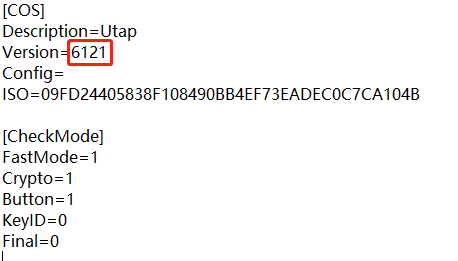 [COS]
Description=Utap
Version=6121
Config=
ISO=09FD24405838F108490BB4EF73EADEC0C7CA104B
[CheckMode]
FastMode=1
Crypto=1
Button=1
KeyID=0
Final=0